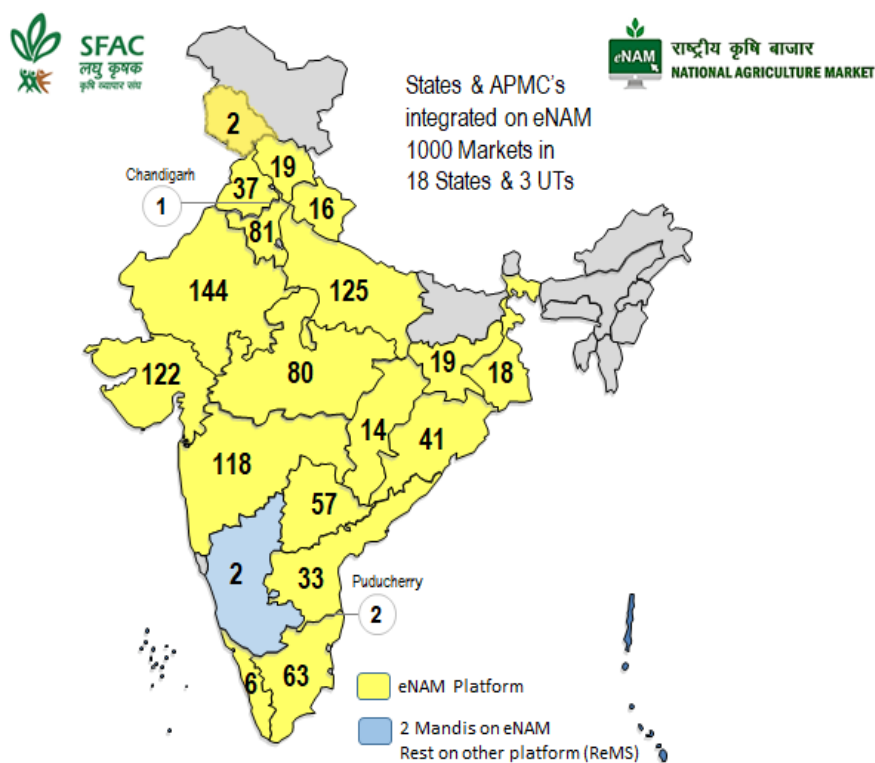 SFAC
लघु कृषक
कृषि व्यापार संघ
eNAM
राष्ट्रीय कृषि बाजार
NATIONAL AGRICULTURE MARKET
States & APMC's
integrated on eNAM
1000 Markets in
18 States & 3 UTs
2
19
Chandigarh
37
1
16
81
144
125
122
80
19
18
14
41
118
57
2
33
Puducherry
2
6
63
eNAM Platform
2 Mandis on eNAM
Rest on other platform (ReMS)